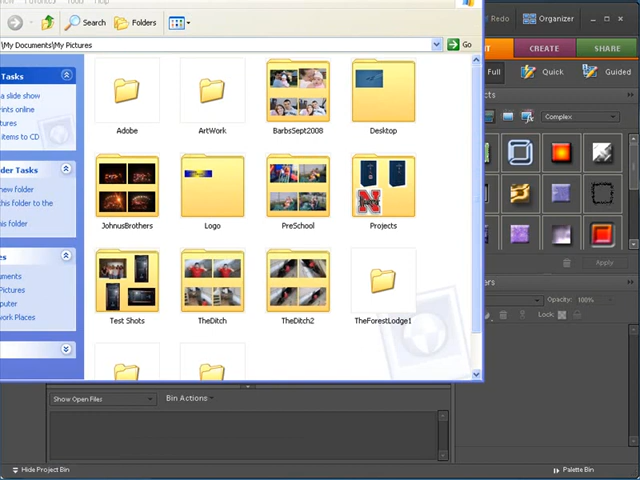 Search
Folders
Redo
Organizer
\My Documents\My Pictures
Go
CREATE
SHARE
Full
Quick
Guided
Tasks
a slide show
rints online
tures
items to CD
der Tasks
new folder
this folder to the
his folder
es
uments
Pictures
puter
work Places
Adobe
ArtWork
BarbsSept2008
Desktop
JohnusBrothers
Logo
PreSchool
Projects
Test Shots
TheDitch
TheDitch2
TheForestLodge1
Complex
Apply
Opacity: 100%
Lock:
Show Open Files
Bin Actions
Hide Project Bin
Palette Bin